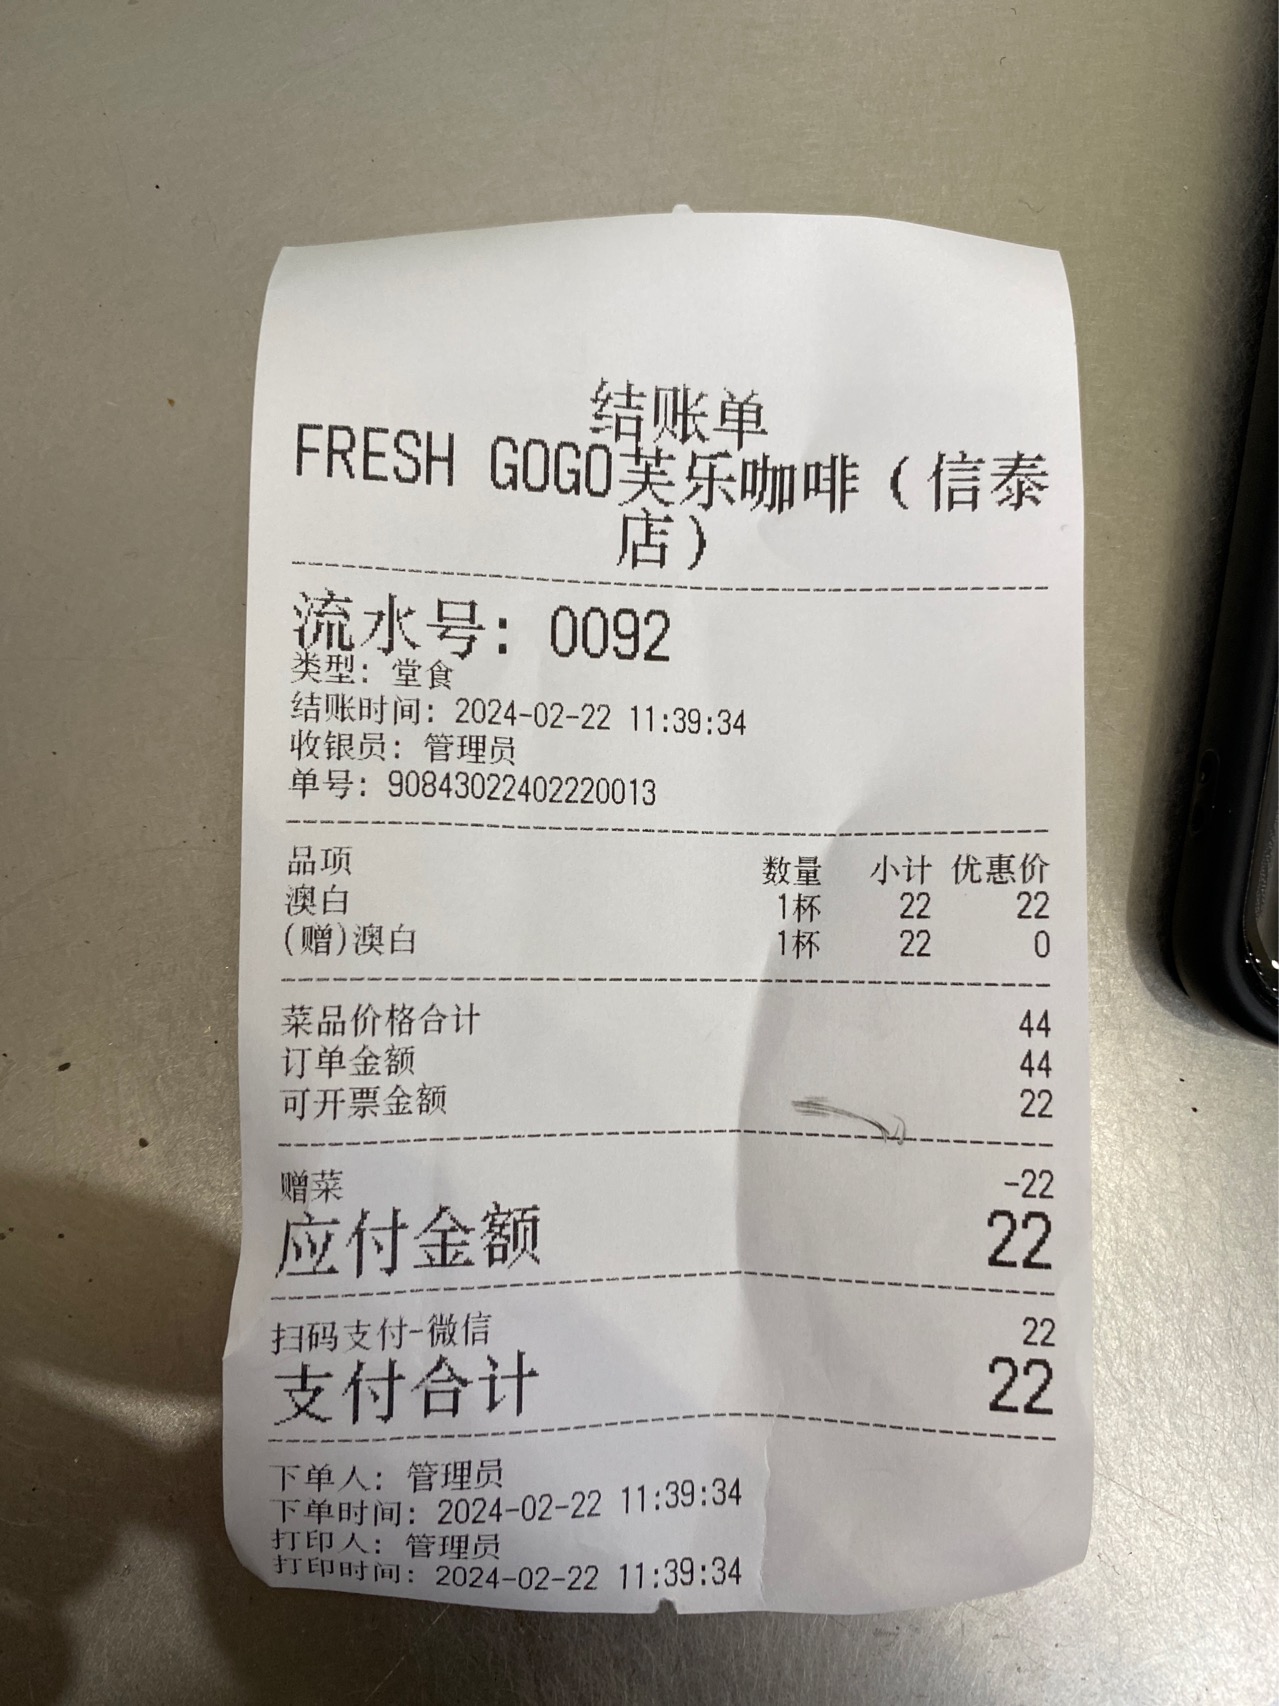 结账单
FRESH GOGO芙乐咖啡（信泰
店）
流水号：0092
类型：堂食
结账时间：2024-02-22 11:39:34
收银员：管理员
单号：90843022402220013
品项 数量 小计 优惠价
澳白 1杯 22 22
(赠)澳白 1杯 22 0
菜品价格合计 44
订单金额 44
可开票金额 22
赠菜 -22
应付金额 22
扫码支付-微信 22
支付合计 22
下单人：管理员
下单时间：2024-02-22 11:39:34
打印人：管理员
打印时间：2024-02-22 11:39:34